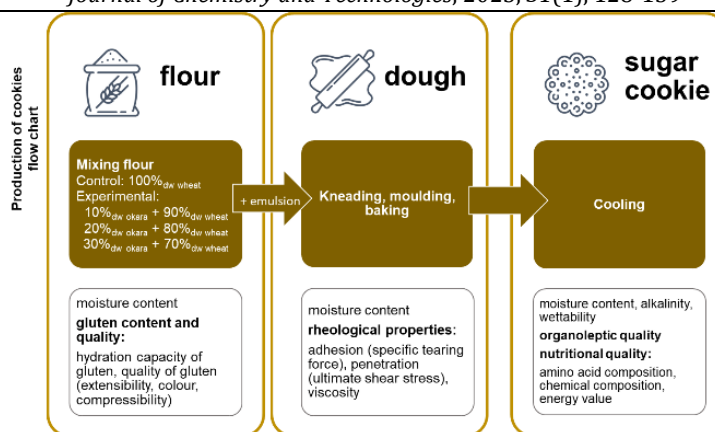 Journal of Chemistry and Technologies, 2023, 31(1), 128-139
Production of cookies
flow chart
flour
Mixing flour
Control: 100%dw wheat
Experimental:
10%dw okara + 90%dw wheat
20%dw okara + 80%dw wheat
30%dw okara + 70%dw wheat
moisture content
gluten content and
quality:
hydration capacity of
gluten, quality of gluten
(extensibility, colour,
compressibility)
+ emulsion
dough
Kneading, moulding,
baking
moisture content
rheological properties:
adhesion (specific tearing
force), penetration
(ultimate shear stress),
viscosity
sugar
cookie
Cooling
moisture content, alkalinity,
wettability
organoleptic quality
nutritional quality:
amino acid composition,
chemical composition,
energy value